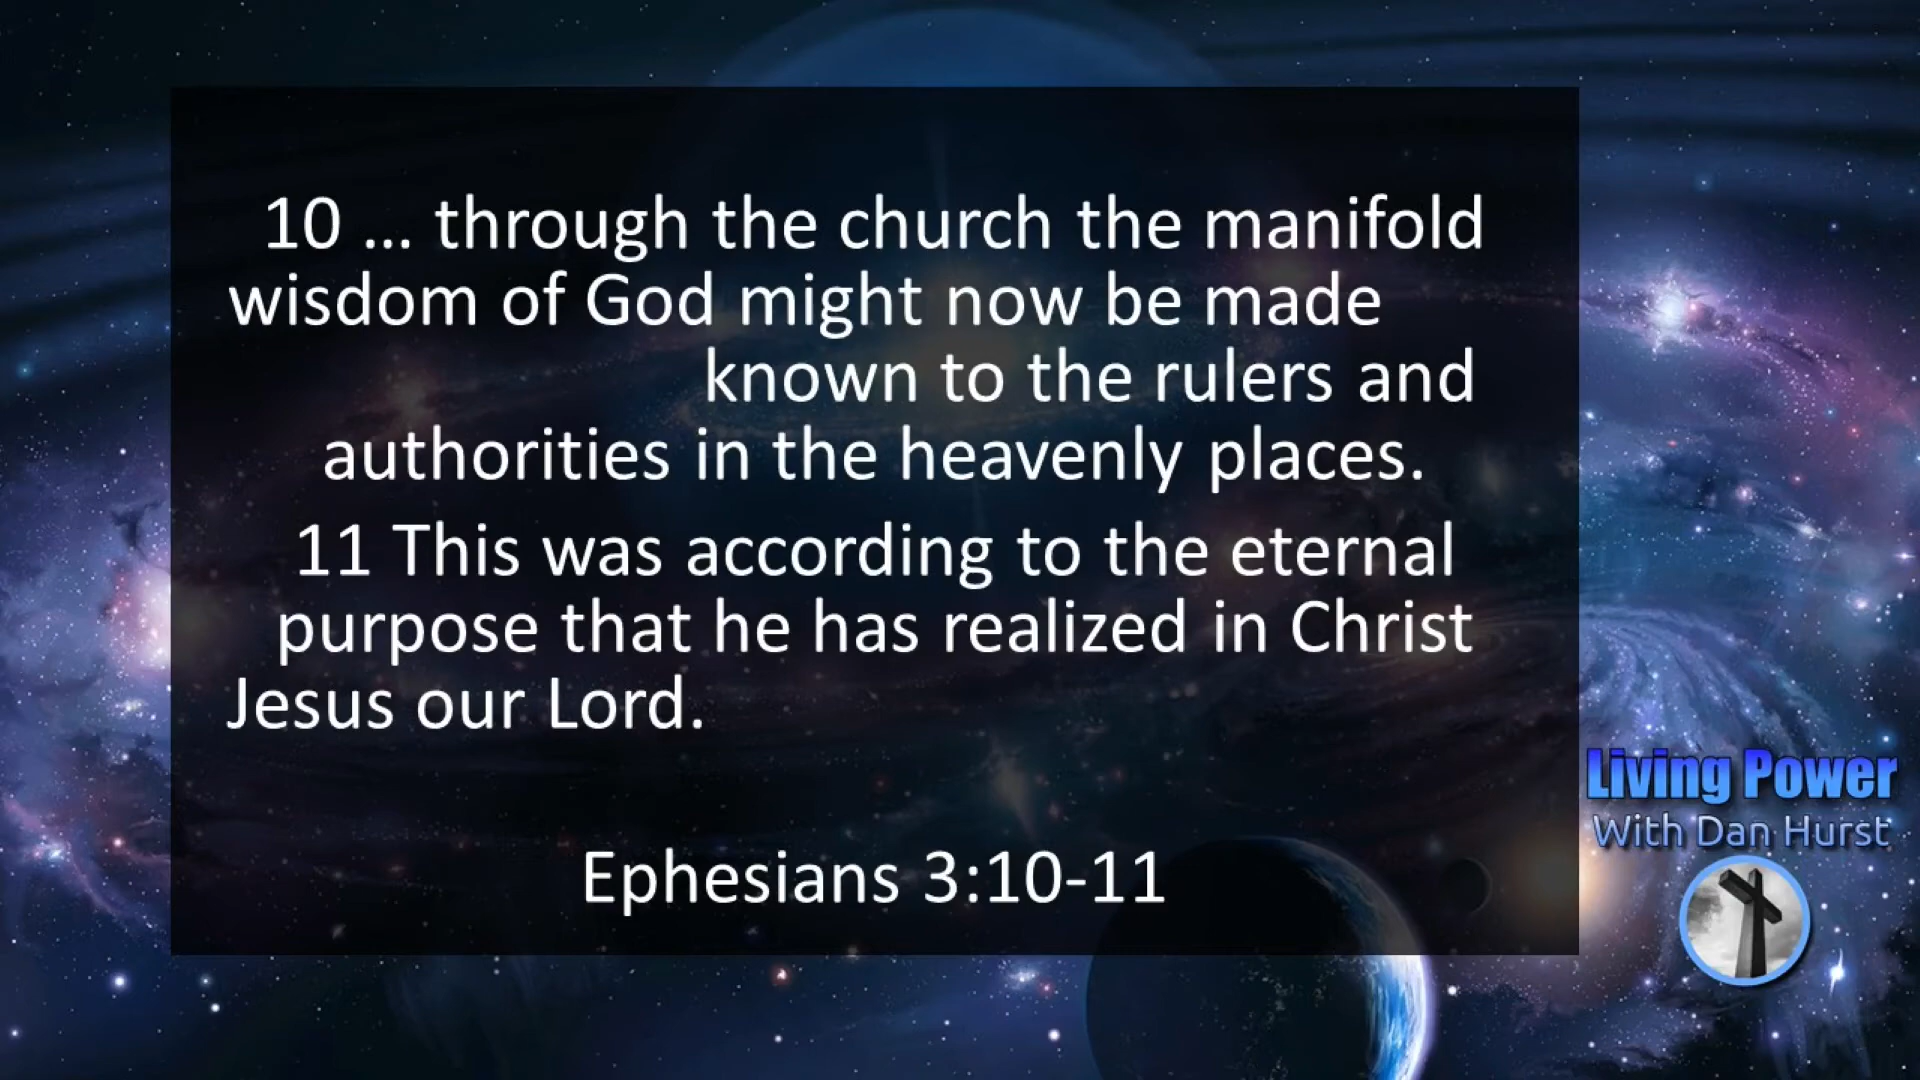 10 ... through the church the manifold
wisdom of God might now be made
known to the rulers and
authorities in the heavenly places.
11 This was according to the eternal
purpose that he has realized in Christ
Jesus our Lord.
Ephesians 3:10-11
Living Power
With Dan Hurst